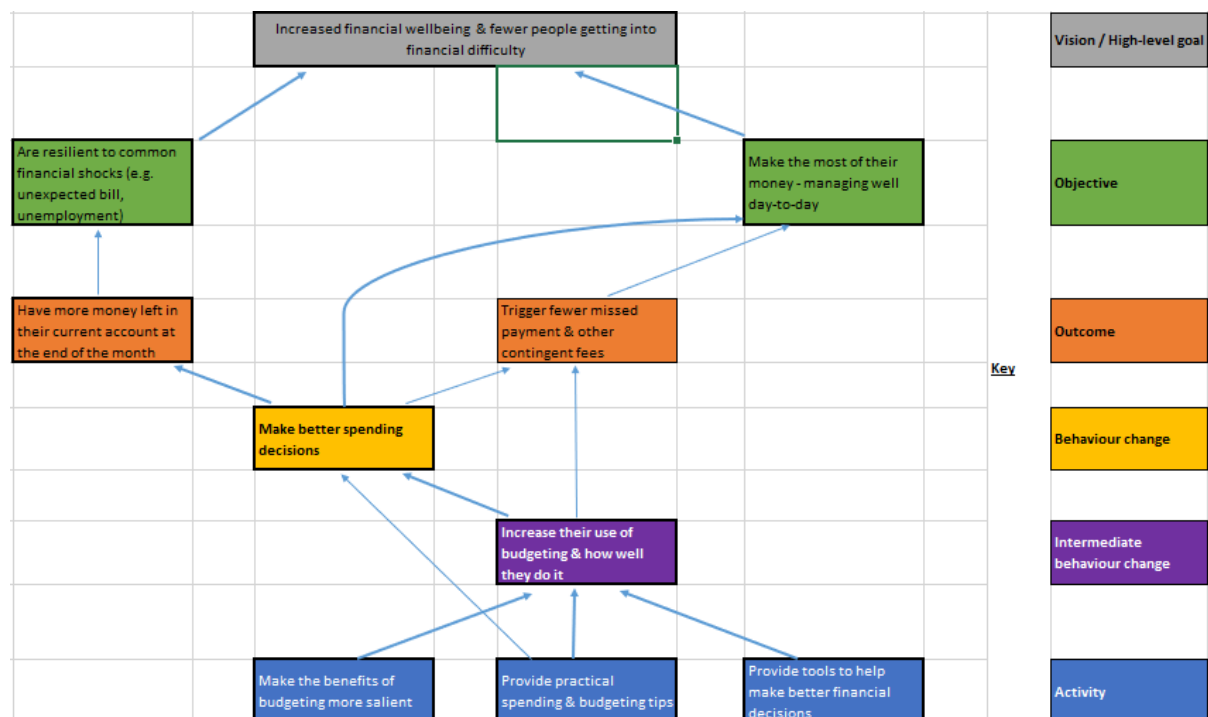 Increased financial wellbeing & fewer people getting into
financial difficulty
Vision / High-level goal
Are resilient to common
financial shocks (e.g.
unexpected bill,
unemployment)
Make the most of their
money - managing well
day-to-day
Objective
Have more money left in
their current account at
the end of the month
Trigger fewer missed
payment & other
contingent fees
Outcome
Key
Make better spending
decisions
Behaviour change
Increase their use of
budgeting & how well
they do it
Intermediate
behaviour change
Make the benefits of
budgeting more salient
Provide practical
spending & budgeting tips
Provide tools to help
make better financial
decisions
Activity